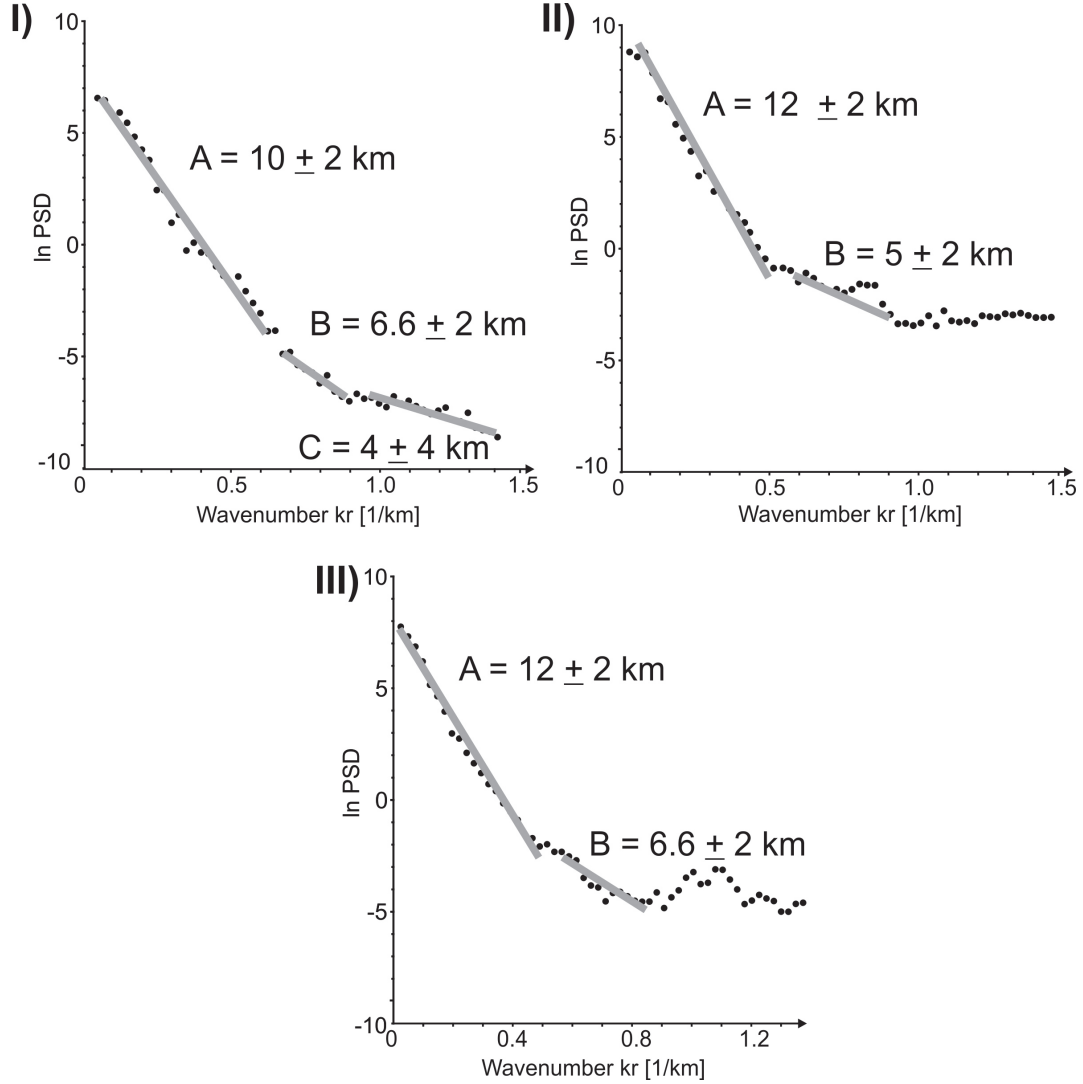 I)
10
5
0
-5
-10
ln PSD
A = 10 ± 2 km
B = 6.6 ± 2 km
C = 4 ± 4 km
0 0.5 1.0 1.5
Wavenumber kr [1/km]
II)
10
5
0
-5
-10
ln PSD
A = 12 ± 2 km
B = 5 ± 2 km
0 0.5 1.0 1.5
Wavenumber kr [1/km]
III)
10
5
0
-5
-10
ln PSD
A = 12 ± 2 km
B = 6.6 ± 2 km
0 0.4 0.8 1.2
Wavenumber kr [1/km]